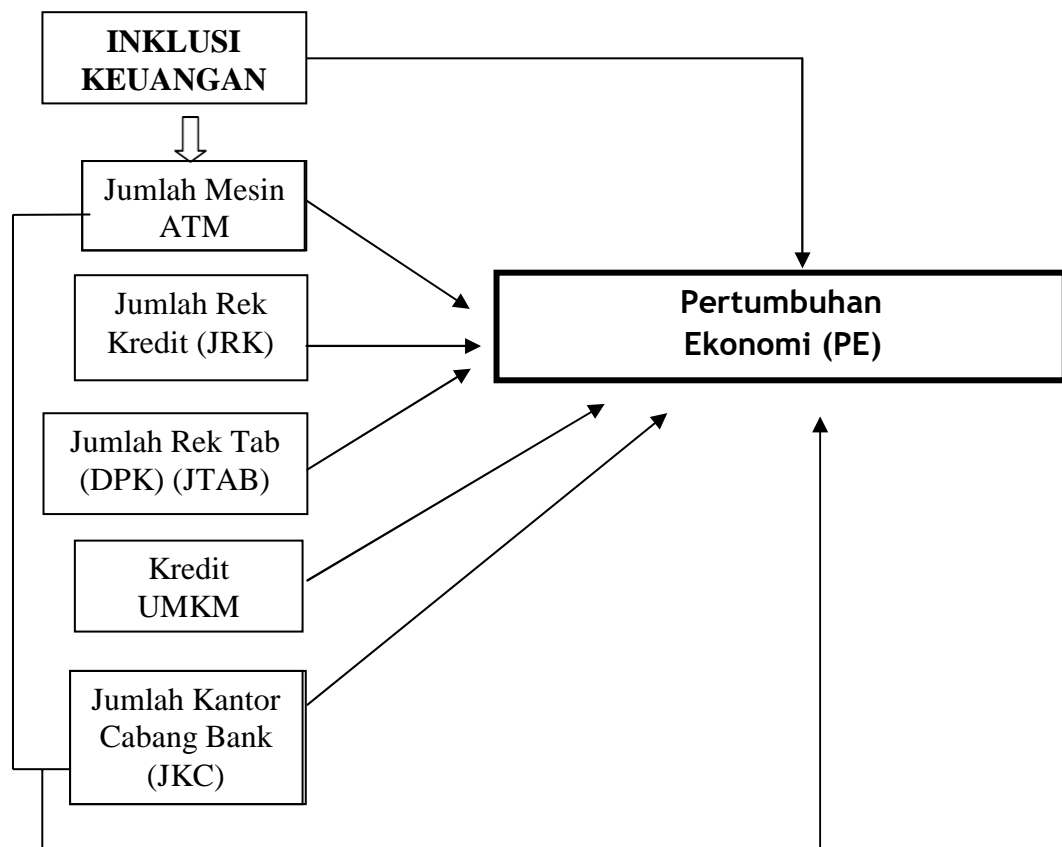 INKLUSI
KEUANGAN
Jumlah Mesin
ATM
Jumlah Rek
Kredit (JRK)
Pertumbuhan
Ekonomi (PE)
Jumlah Rek Tab
(DPK) (JTAB)
Kredit
UMKM
Jumlah Kantor
Cabang Bank
(JKC)